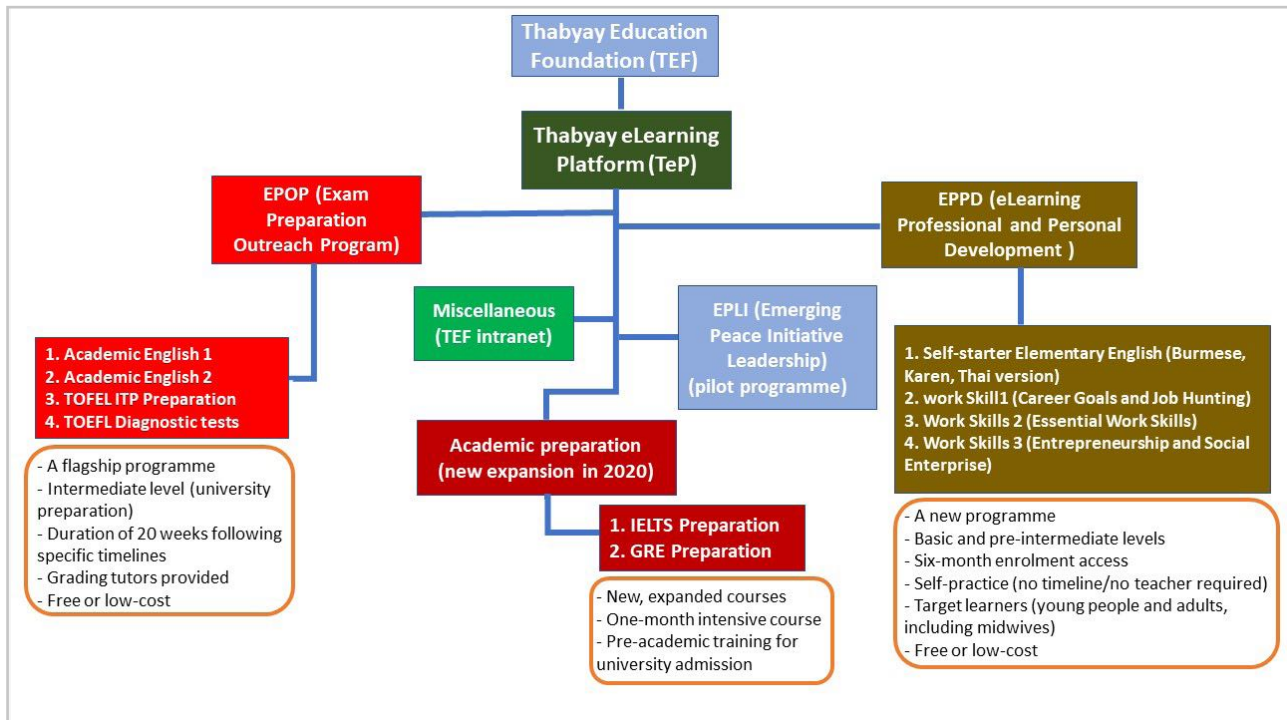 Thabyay Education
Foundation (TEF)
Thabyay eLearning
Platform (TeP)
EPOP (Exam
Preparation
Outreach Program)
EPPD (eLearning
Professional and Personal
Development )
Miscellaneous
(TEF intranet)
EPLI (Emerging
Peace Initiative
Leadership)
(pilot programme)
1. Academic English 1
2. Academic English 2
3. TOFEL ITP Preparation
4. TOEFL Diagnostic tests
- A flagship programme
- Intermediate level (university
preparation)
- Duration of 20 weeks following
specific timelines
- Grading tutors provided
- Free or low-cost
Academic preparation
(new expansion in 2020)
1. IELTS Preparation
2. GRE Preparation
- New, expanded courses
- One-month intensive course
- Pre-academic training for
university admission
1. Self-starter Elementary English (Burmese,
Karen, Thai version)
2. work Skill1 (Career Goals and Job Hunting)
3. Work Skills 2 (Essential Work Skills)
4. Work Skills 3 (Entrepreneurship and Social
Enterprise)
- A new programme
- Basic and pre-intermediate levels
- Six-month enrolment access
- Self-practice (no timeline/no teacher required)
- Target learners (young people and adults,
including midwives)
- Free or low-cost